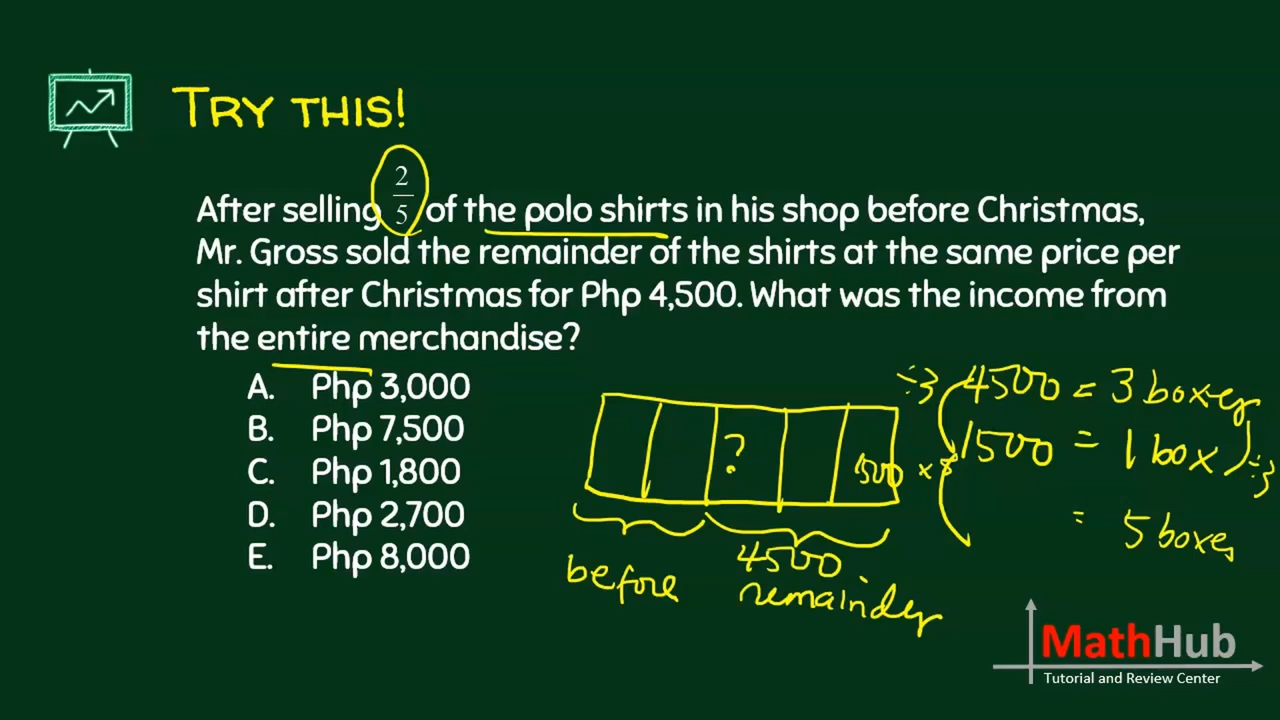 TRY THIS!
After selling 2/5 of the polo shirts in his shop before Christmas,
Mr. Gross sold the remainder of the shirts at the same price per
shirt after Christmas for Php 4,500. What was the income from
the entire merchandise?
A. Php 3,000
B. Php 7,500
C. Php 1,800
D. Php 2,700
E. Php 8,000
÷3 4500 = 3 boxes
1500 = 1 box ÷3
? 1500 ×5
= 5 boxes
before
4500
remainder
MathHub
Tutorial and Review Center